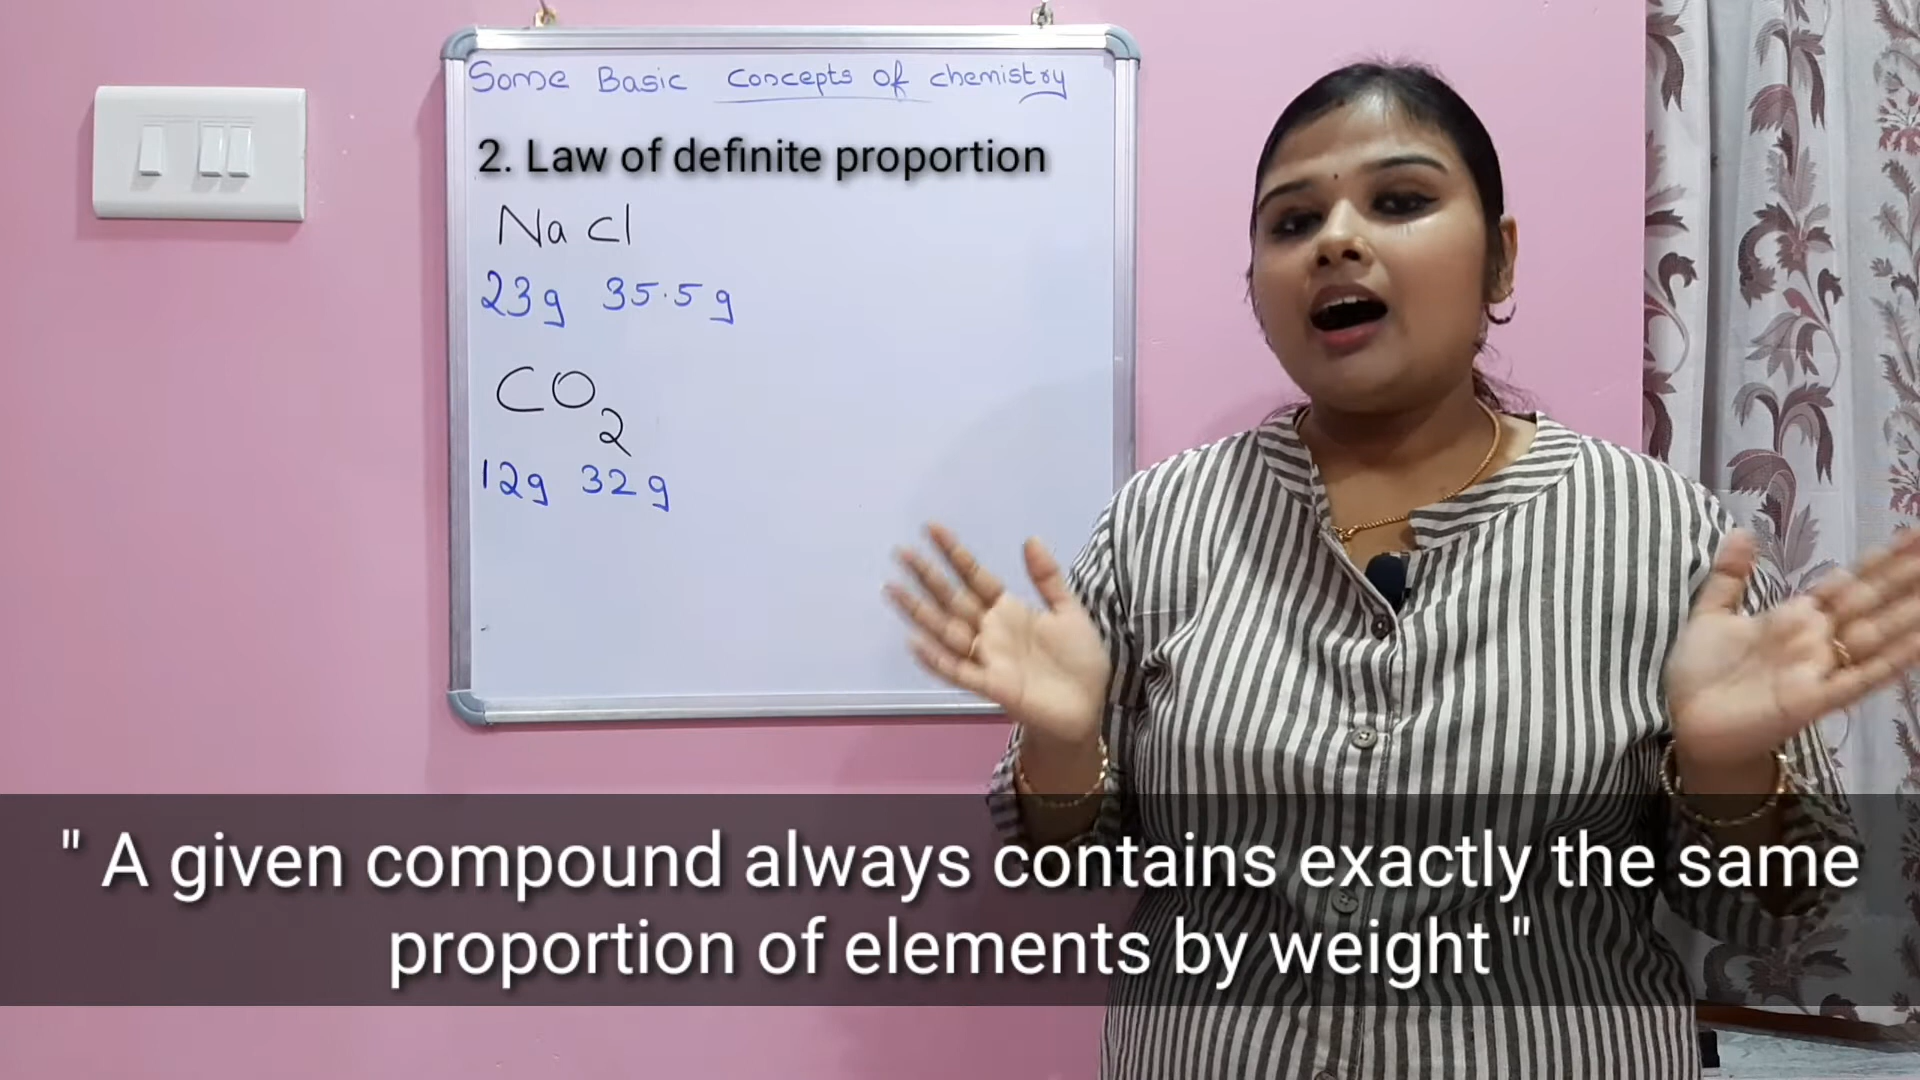 Some Basic concepts of chemistry
2. Law of definite proportion
Na Cl
23g 35.5g
CO2
12g 32g
" A given compound always contains exactly the same
proportion of elements by weight "